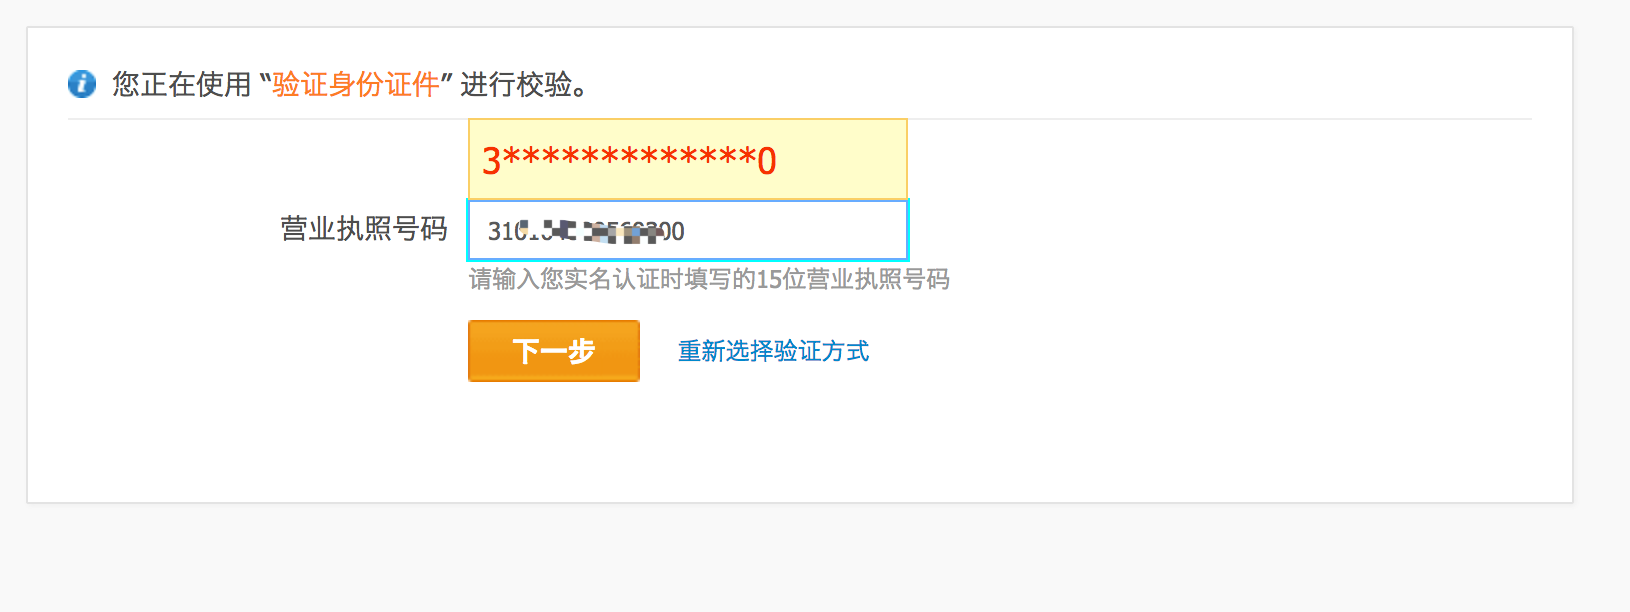 您正在使用 “验证身份证件” 进行校验。
3*************0
营业执照号码
请输入您实名认证时填写的15位营业执照号码
下一步 重新选择验证方式